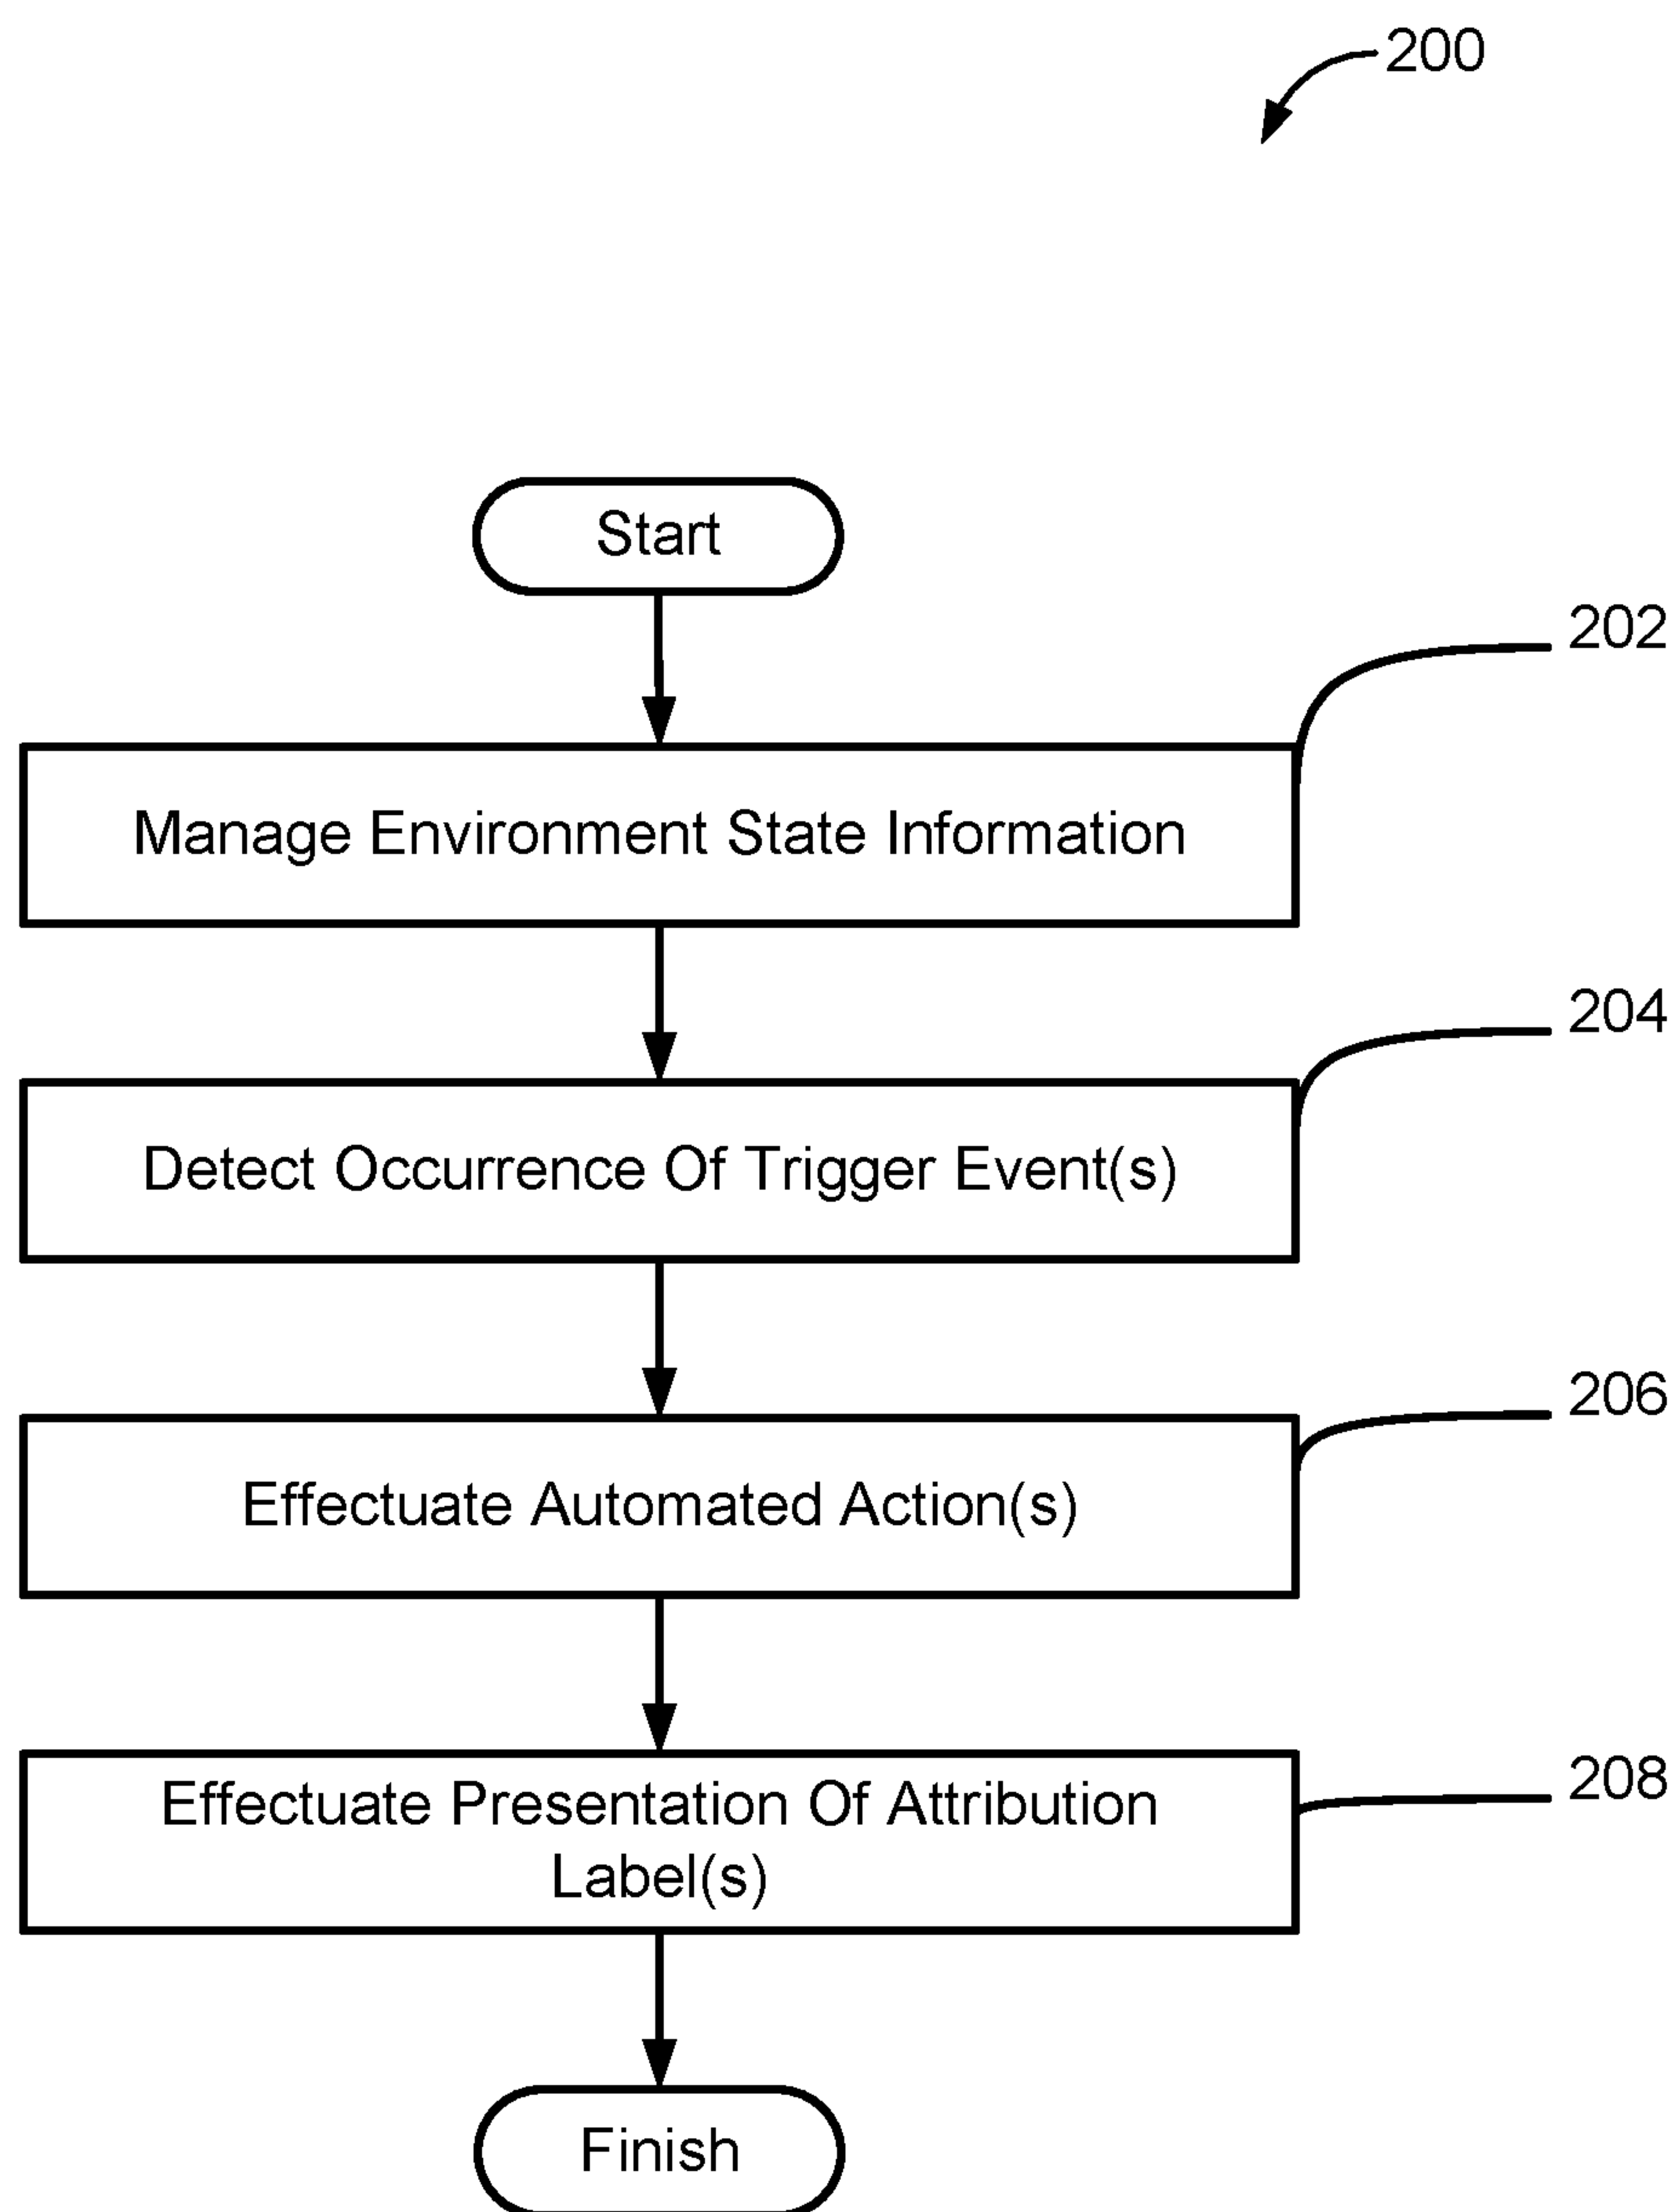 200
Start
202
Manage Environment State Information
204
Detect Occurrence Of Trigger Event(s)
206
Effectuate Automated Action(s)
208
Effectuate Presentation Of Attribution
Label(s)
Finish